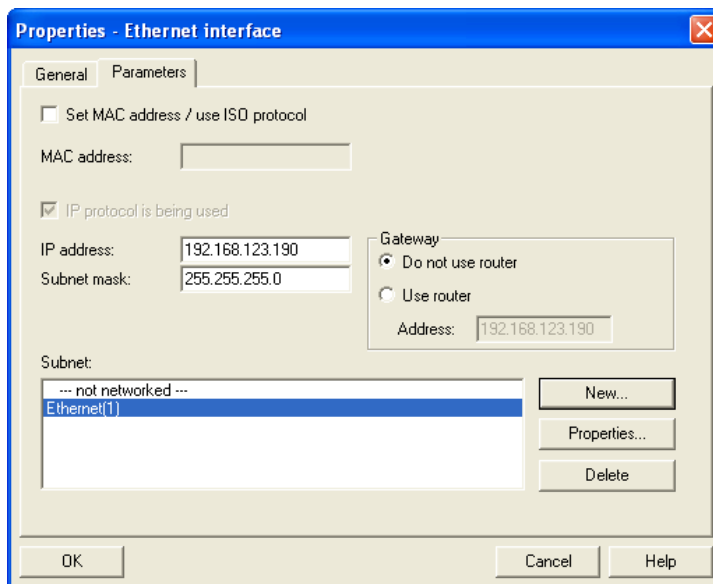 Properties - Ethernet interface
General Parameters
Set MAC address / use ISO protocol
MAC address:
IP protocol is being used
IP address: 192.168.123.190
Subnet mask: 255.255.255.0
Gateway
Do not use router
Use router
Address: 192.168.123.190
Subnet:
--- not networked ---
Ethernet(1)
New...
Properties...
Delete
OK Cancel Help